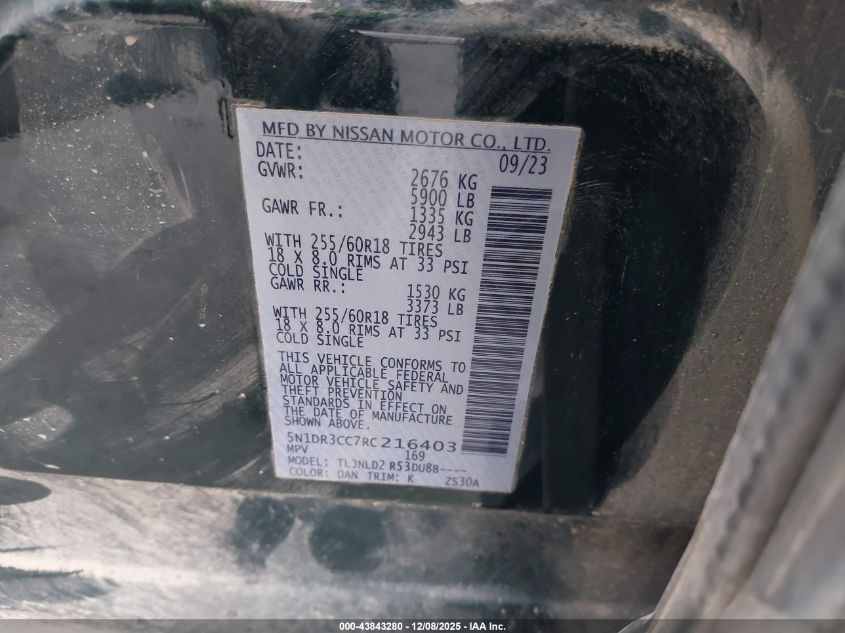 MFD BY NISSAN MOTOR CO., LTD.
DATE: 09/23
GVWR: 2676 KG
5900 LB
GAWR FR.: 1335 KG
2943 LB
WITH 255/60R18 TIRES
18 X 8.0 RIMS AT 33 PSI
COLD SINGLE
GAWR RR.: 1530 KG
3373 LB
WITH 255/60R18 TIRES
18 X 8.0 RIMS AT 33 PSI
COLD SINGLE
THIS VEHICLE CONFORMS TO
ALL APPLICABLE FEDERAL
MOTOR VEHICLE SAFETY AND
THEFT PREVENTION
STANDARDS IN EFFECT ON
THE DATE OF MANUFACTURE
SHOWN ABOVE.
5N1DR3CC7RC216403
MPV 169
MODEL: TLJNLD2 RS3DU8B----
COLOR: DAN TRIM: K 2S30A
000-43843280 - 12/08/2025 - IAA Inc.